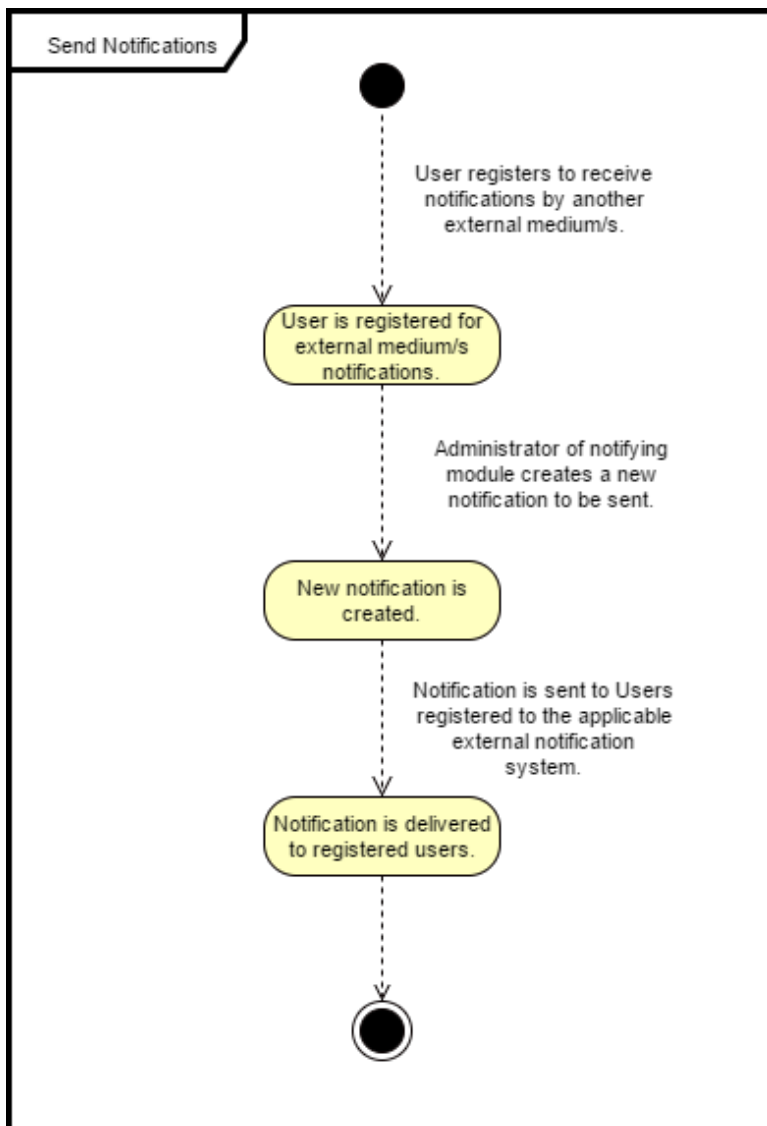 Send Notifications
User registers to receive
notifications by another
external medium/s.
User is registered for
external medium/s
notifications.
Administrator of notifying
module creates a new
notification to be sent.
New notification is
created.
Notification is sent to Users
registered to the applicable
external notification
system.
Notification is delivered
to registered users.